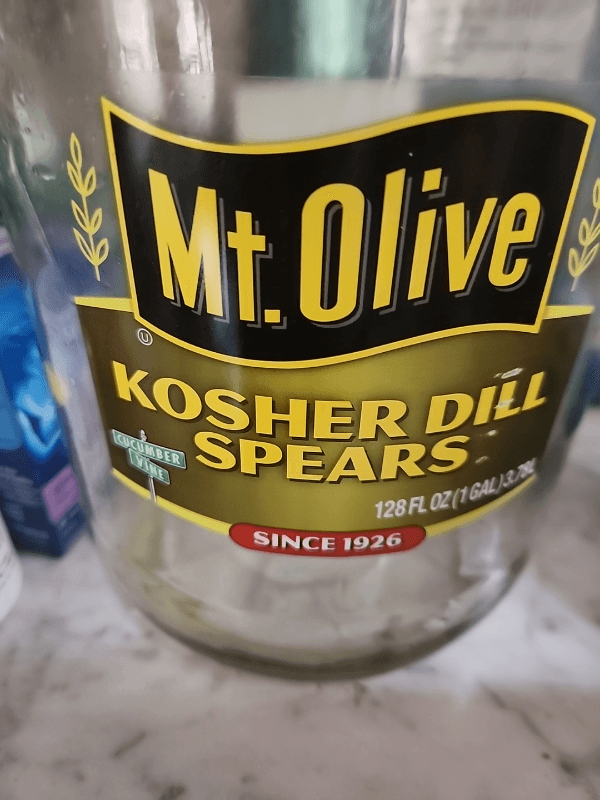 Mt. Olive
U
KOSHER DILL
SPEARS
CUCUMBER
VINE
128 FL OZ (1 GAL) 3.78L
SINCE 1926